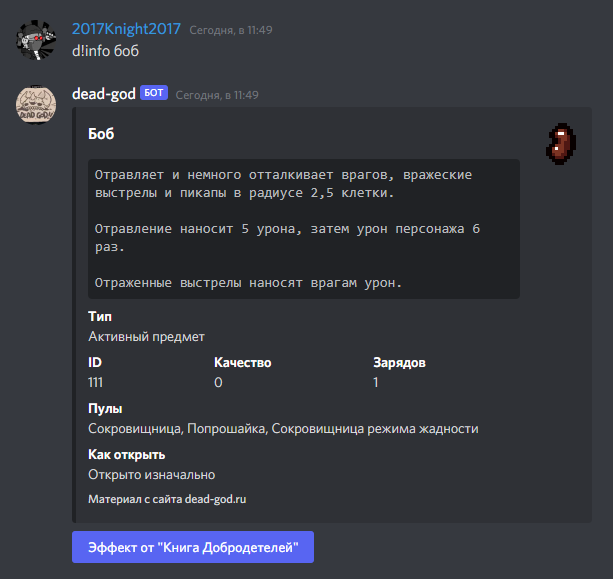 2017Knight2017 Сегодня, в 11:49
d!info боб
dead-god БОТ Сегодня, в 11:49
Боб
Отравляет и немного отталкивает врагов, вражеские
выстрелы и пикапы в радиусе 2,5 клетки.
Отравление наносит 5 урона, затем урон персонажа 6
раз.
Отраженные выстрелы наносят врагам урон.
Тип
Активный предмет
ID Качество Зарядов
111 0 1
Пулы
Сокровищница, Попрошайка, Сокровищница режима жадности
Как открыть
Открыто изначально
Материал с сайта dead-god.ru
Эффект от "Книга Добродетелей"
DEAD GOD